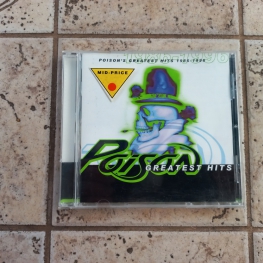 POISON'S GREATEST HITS 1986-1996
MID-PRICE
POISON
GREATEST HITS